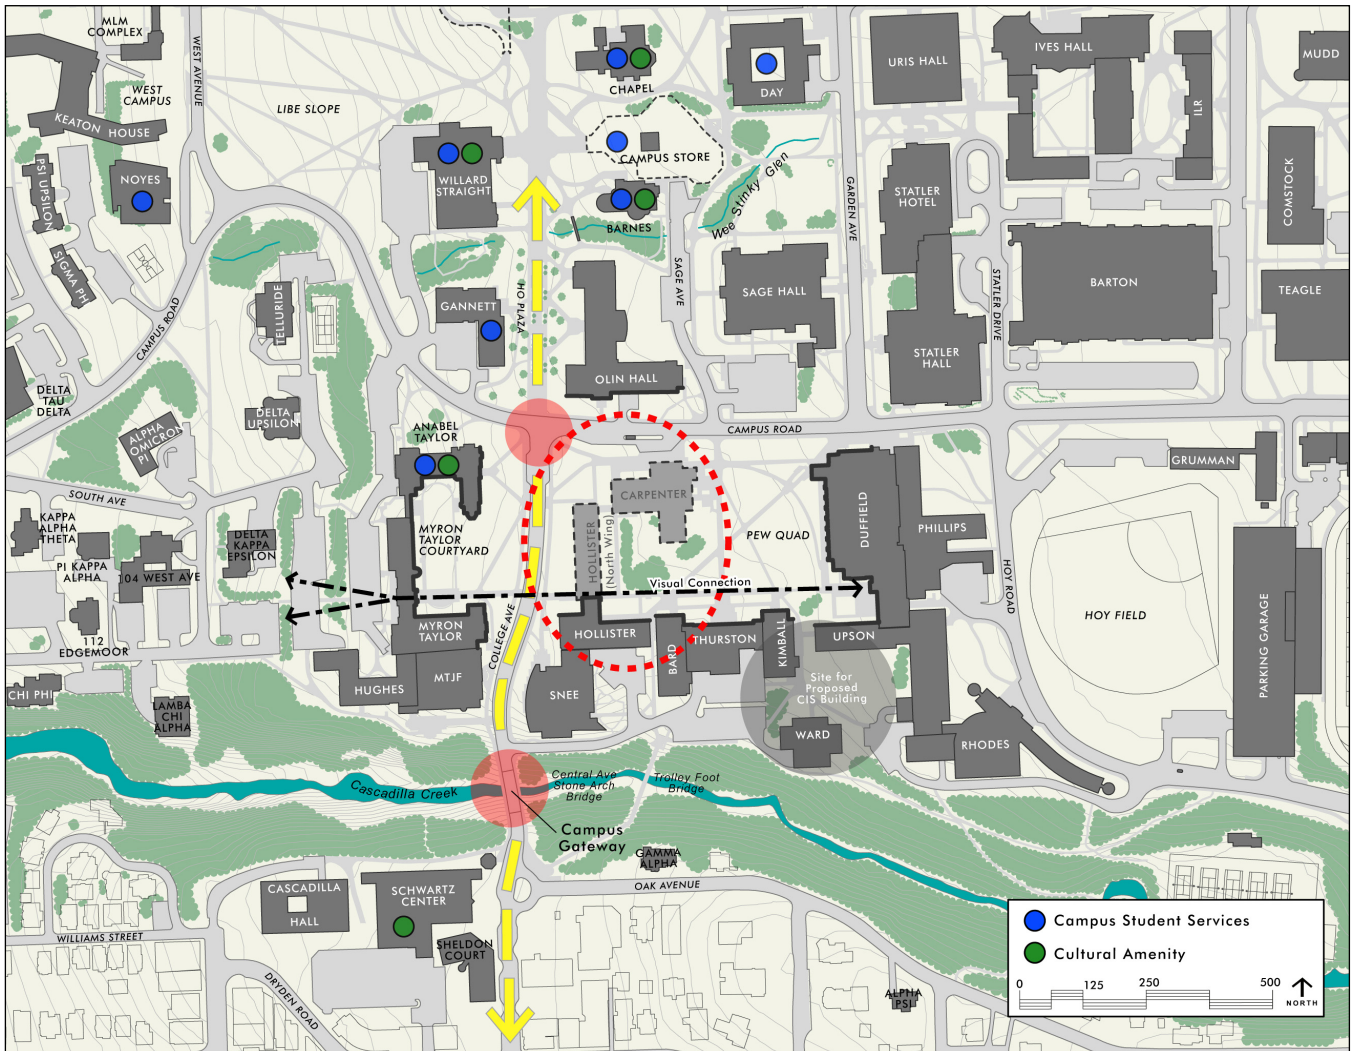 MLM
COMPLEX
WEST AVENUE
WEST
CAMPUS
LIBE SLOPE
KEATON HOUSE
PSI UPSILON
NOYES
SIGMA PHI
CAMPUS ROAD
TELLURIDE
WILLARD
STRAIGHT
GANNETT
HO PLAZA
CHAPEL
DAY
CAMPUS STORE
BARNES
Wee Stinky Glen
SAGE AVE
SAGE HALL
OLIN HALL
URIS HALL
IVES HALL
ILR
MUDD
GARDEN AVE
STATLER
HOTEL
COMSTOCK
STATLER DRIVE
BARTON
TEAGLE
STATLER
HALL
DELTA
TAU
DELTA
ALPHA
OMICRON
PI
DELTA
UPSILON
ANABEL
TAYLOR
CAMPUS ROAD
GRUMMAN
SOUTH AVE
KAPPA
ALPHA
THETA
PI KAPPA
ALPHA
104 WEST AVE
DELTA
KAPPA
EPSILON
MYRON
TAYLOR
COURTYARD
HOLLISTER
(North Wing)
CARPENTER
PEW QUAD
DUFFIELD
PHILLIPS
HOY ROAD
HOY FIELD
PARKING GARAGE
Visual Connection
112
EDGEMOOR
MYRON
TAYLOR
COLLEGE AVE
HOLLISTER
BARD
THURSTON
KIMBALL
UPSON
CHI PHI
LAMBA
CHI
ALPHA
HUGHES
MTJF
SNEE
Site for
Proposed
CIS Building
WARD
RHODES
Cascadilla Creek
Central Ave
Stone Arch
Bridge
Trolley Foot
Bridge
Campus
Gateway
GAMMA
ALPHA
OAK AVENUE
CASCADILLA
HALL
SCHWARTZ
CENTER
SHELDON
COURT
WILLIAMS STREET
DRYDEN ROAD
ALPHA
PSI
Campus Student Services
Cultural Amenity
0 125 250 500
NORTH